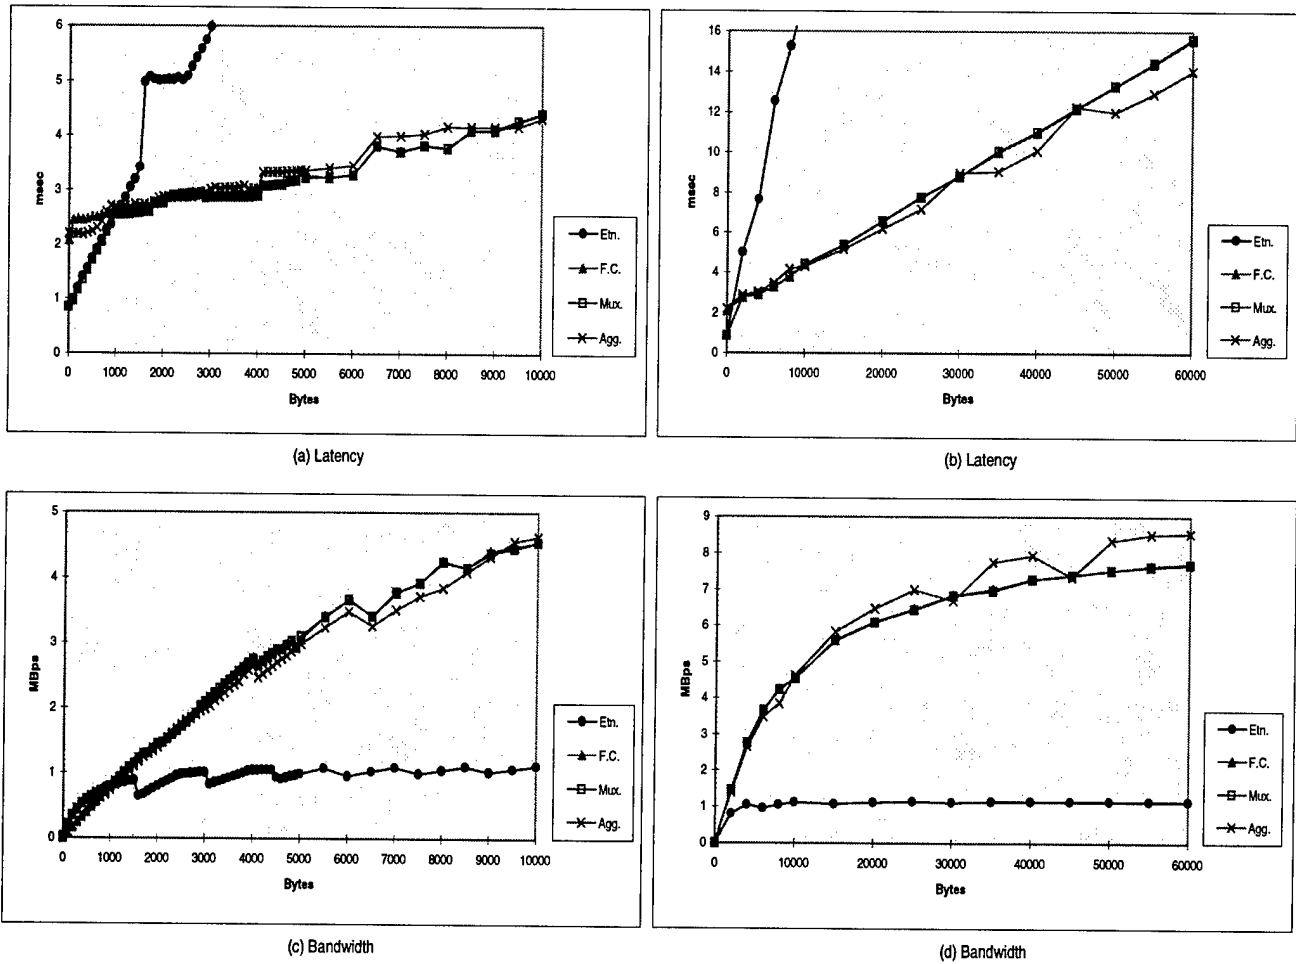 6
5
4
3
2
1
0
msec
0 1000 2000 3000 4000 5000 6000 7000 8000 9000 10000
Bytes
Etn.
F.C.
Mux.
Agg.
(a) Latency
16
14
12
10
8
6
4
2
0
msec
0 10000 20000 30000 40000 50000 60000
Bytes
Etn.
F.C.
Mux.
Agg.
(b) Latency
5
4
3
2
1
0
MBps
0 1000 2000 3000 4000 5000 6000 7000 8000 9000 10000
Bytes
Etn.
F.C.
Mux.
Agg.
(c) Bandwidth
9
8
7
6
5
4
3
2
1
0
MBps
0 10000 20000 30000 40000 50000 60000
Bytes
Etn.
F.C.
Mux.
Agg.
(d) Bandwidth